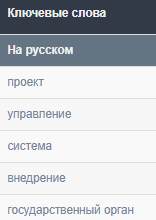 Ключевые слова
На русском
проект
управление
система
внедрение
государственный орган